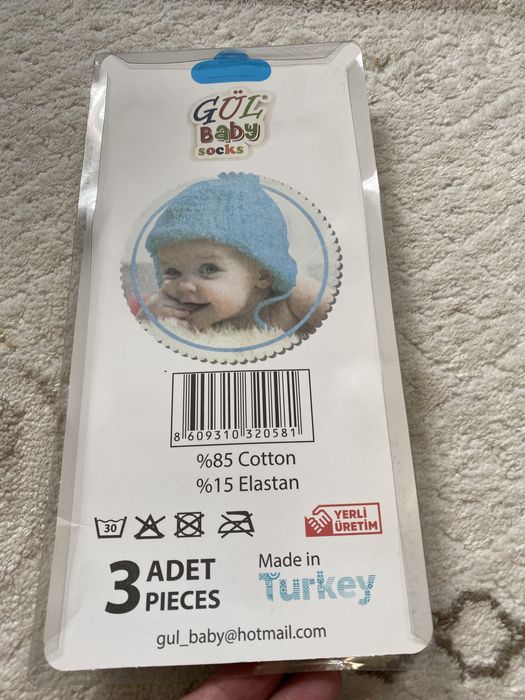 GÜL®
Baby
socks
8 609310 320581
%85 Cotton
%15 Elastan
30
YERLİ
ÜRETİM
3 ADET
PIECES
Made in
Turkey
gul_baby@hotmail.com